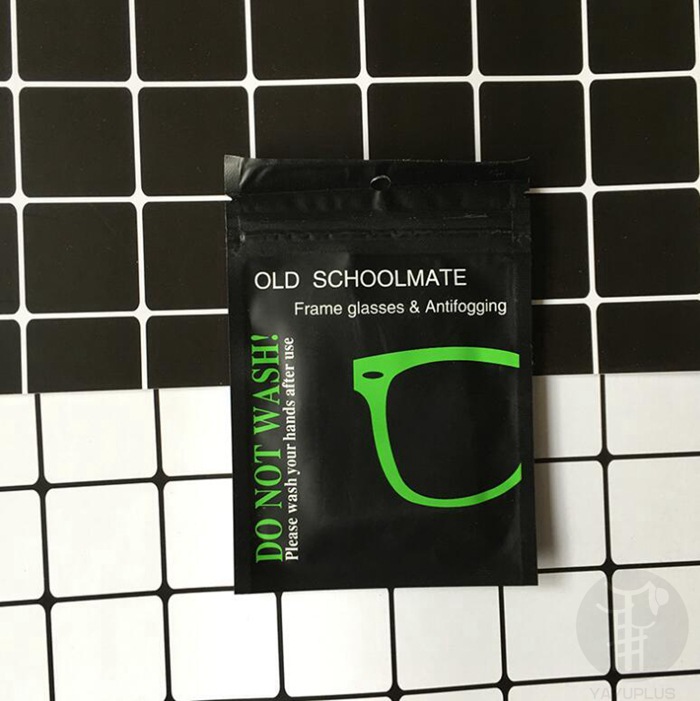 OLD SCHOOLMATE
Frame glasses & Antifogging
DO NOT WASH!
Please wash your hands after use
YAYUPLUS